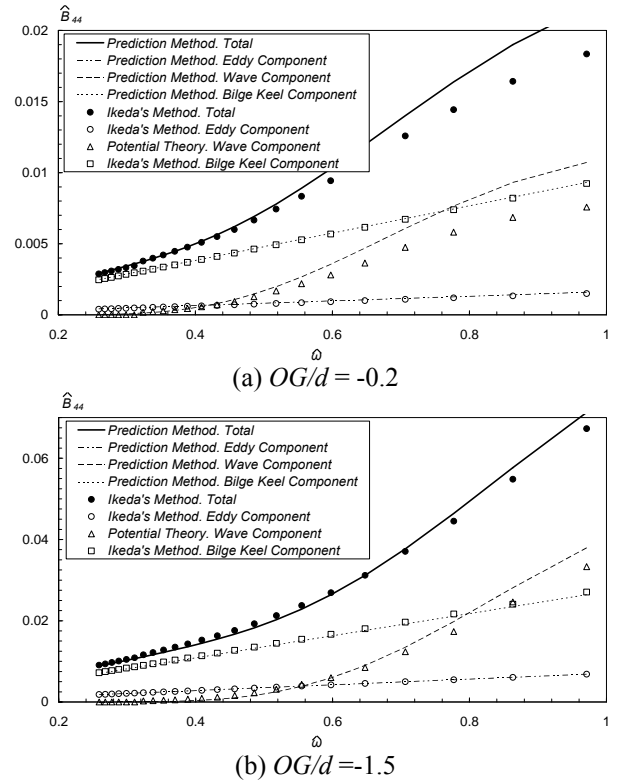 B̂44
0.02
0.015
0.01
0.005
0
Prediction Method. Total
Prediction Method. Eddy Component
Prediction Method. Wave Component
Prediction Method. Bilge Keel Component
Ikeda's Method. Total
Ikeda's Method. Eddy Component
Potential Theory. Wave Component
Ikeda's Method. Bilge Keel Component
0.2 0.4 0.6 0.8 1
ω̂
(a) OG/d = -0.2
B̂44
0.06
0.04
0.02
0
Prediction Method. Total
Prediction Method. Eddy Component
Prediction Method. Wave Component
Prediction Method. Bilge Keel Component
Ikeda's Method. Total
Ikeda's Method. Eddy Component
Potential Theory. Wave Component
Ikeda's Method. Bilge Keel Component
0.2 0.4 0.6 0.8 1
ω̂
(b) OG/d =-1.5